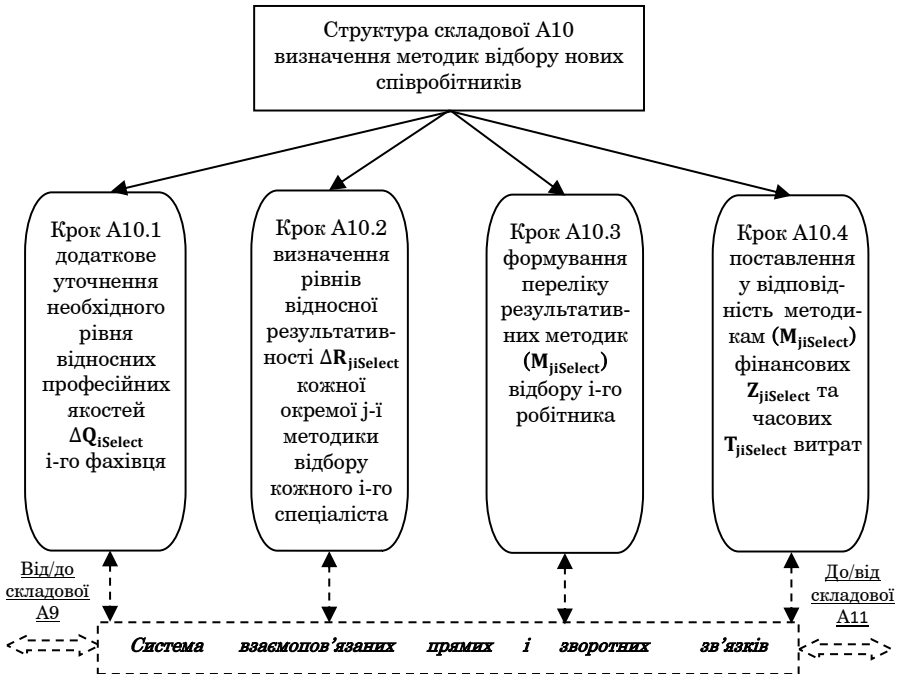 Структура складової А10
визначення методик відбору нових
співробітників
Крок А10.1
додаткове
уточнення
необхідного
рівня
відносних
професійних
якостей
ΔQiSelect
і-го фахівця
Крок А10.2
визначення
рівнів
відносної
результатив-
ності ΔRjiSelect
кожної
окремої j-ї
методики
відбору
кожного і-го
спеціаліста
Крок А10.3
формування
переліку
результатив-
них методик
(MjiSelect)
відбору і-го
робітника
Крок А10.4
поставлення
у відповід-
ність методи-
кам (MjiSelect)
фінансових
ZjiSelect та
часових
TjiSelect витрат
Від/до
складової
А9
До/від
складової
А11
Система взаємопов’язаних прямих і зворотних зв’язків